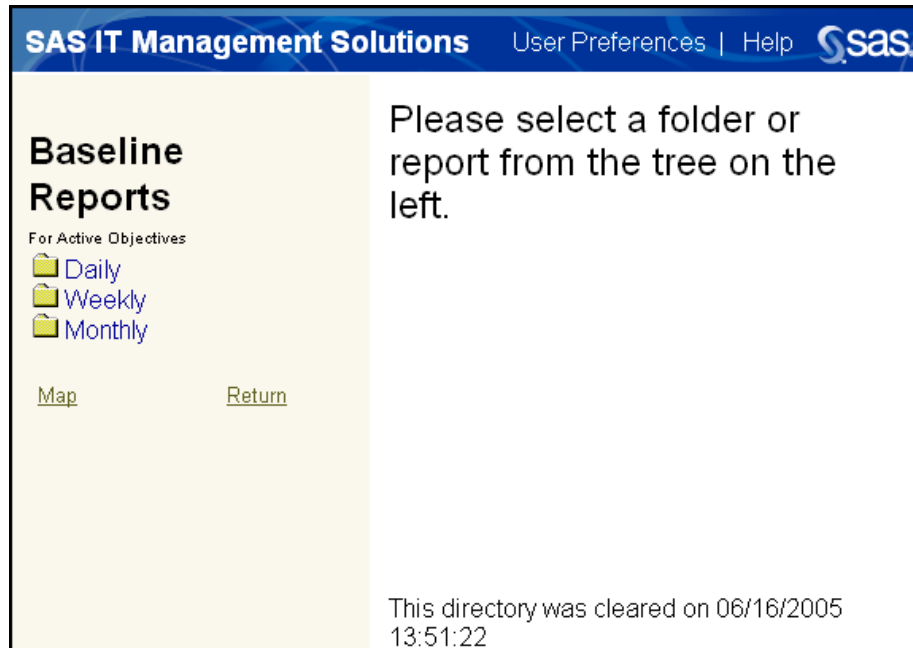 SAS IT Management Solutions User Preferences | Help sas.
Baseline
Reports
For Active Objectives
Daily
Weekly
Monthly
Map Return
Please select a folder or
report from the tree on the
left.
This directory was cleared on 06/16/2005
13:51:22